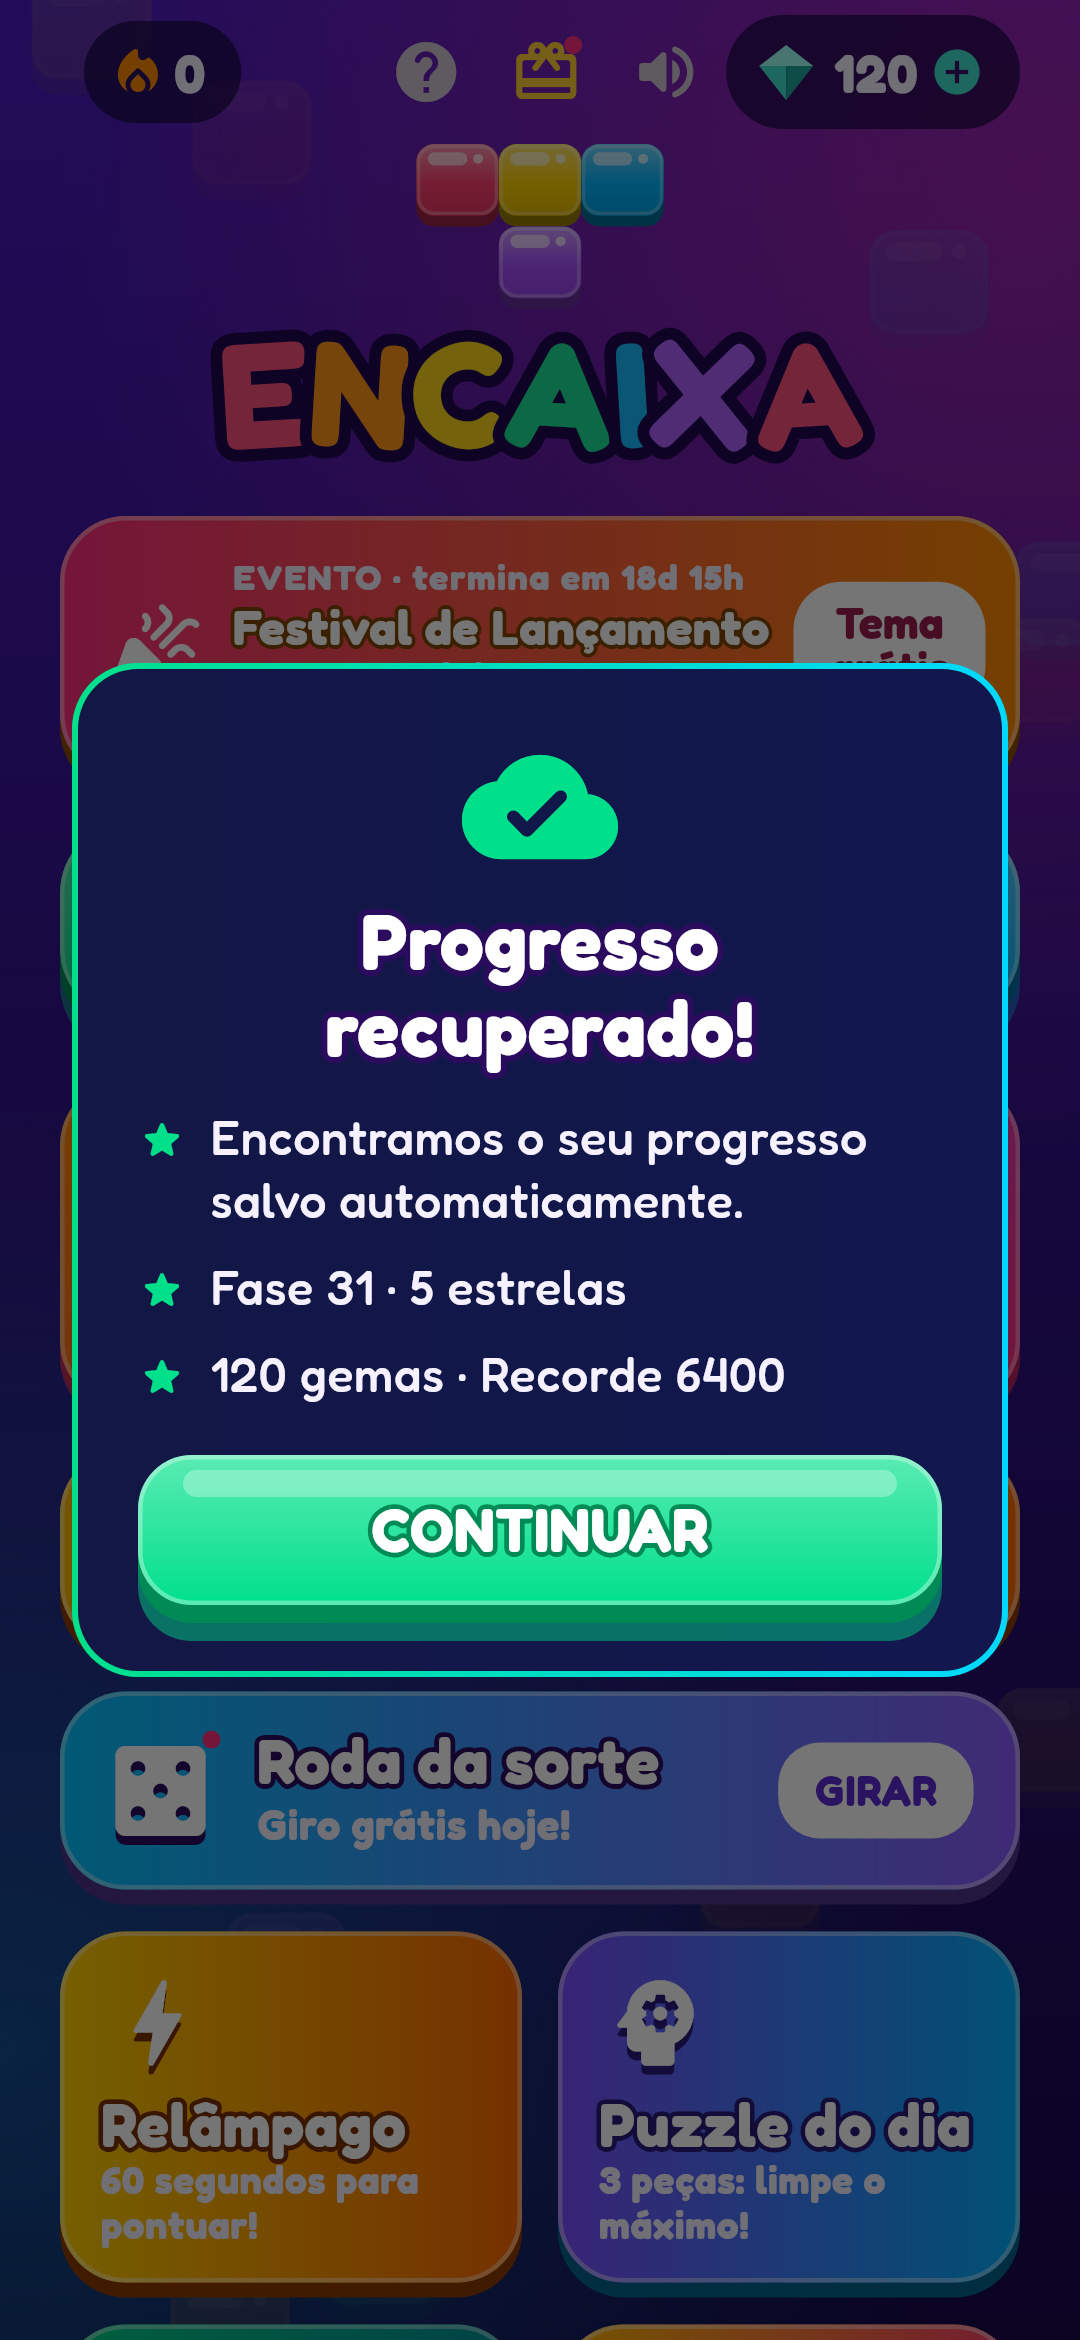 0
120
ENCAIXA
EVENTO · termina em 18d 15h
Festival de Lançamento
Tema
grátis
Progresso
recuperado!
Encontramos o seu progresso
salvo automaticamente.
Fase 31 · 5 estrelas
120 gemas · Recorde 6400
CONTINUAR
Roda da sorte
Giro grátis hoje!
GIRAR
Relâmpago
60 segundos para
pontuar!
Puzzle do dia
3 peças: limpe o
máximo!